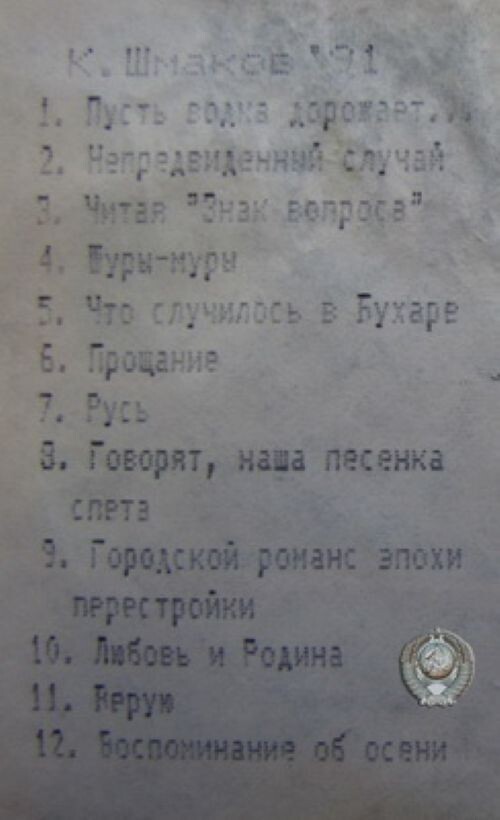 К. Шмаков '91
1. Пусть водка дорожает...
2. Непредвиденный случай
3. Читая "Знак вопроса"
4. Шуры-муры
5. Что случилось в Бухаре
6. Прощание
7. Русь
8. Говорят, наша песенка
спета
9. Городской романс эпохи
перестройки
10. Любовь и Родина
11. Верую
12. Воспоминание об осени